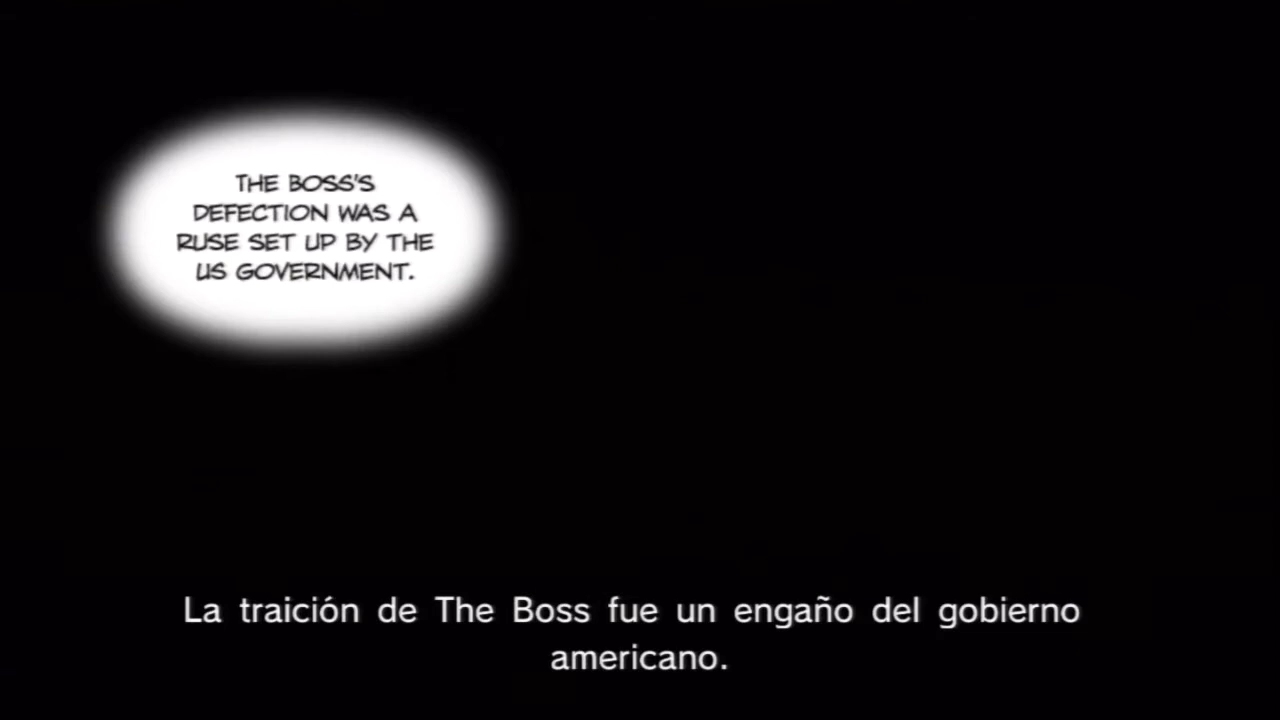 THE BOSS'S
DEFECTION WAS A
RUSE SET UP BY THE
US GOVERNMENT.
La traición de The Boss fue un engaño del gobierno
americano.